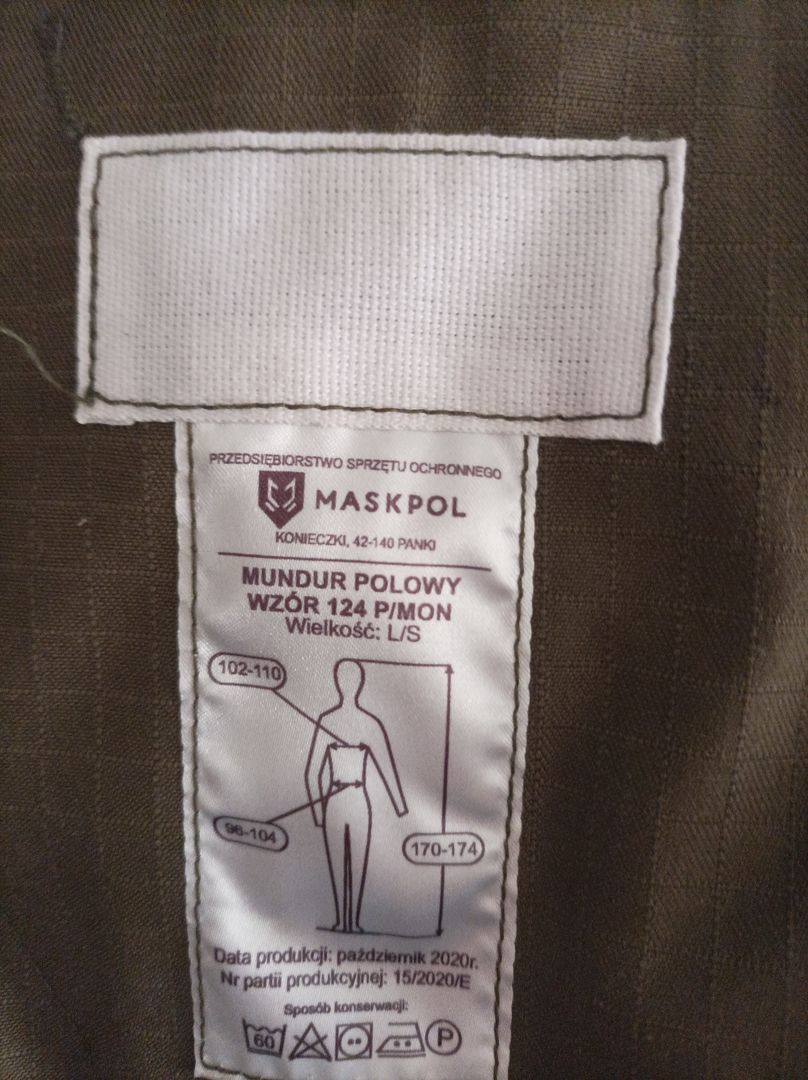 PRZEDSIĘBIORSTWO SPRZĘTU OCHRONNEGO
MASKPOL
KONIECZKI, 42-140 PANKI
MUNDUR POLOWY
WZÓR 124 P/MON
Wielkość: L/S
102-110
96-104
170-174
Data produkcji: październik 2020r.
Nr partii produkcyjnej: 15/2020/E
Sposób konserwacji:
60 P